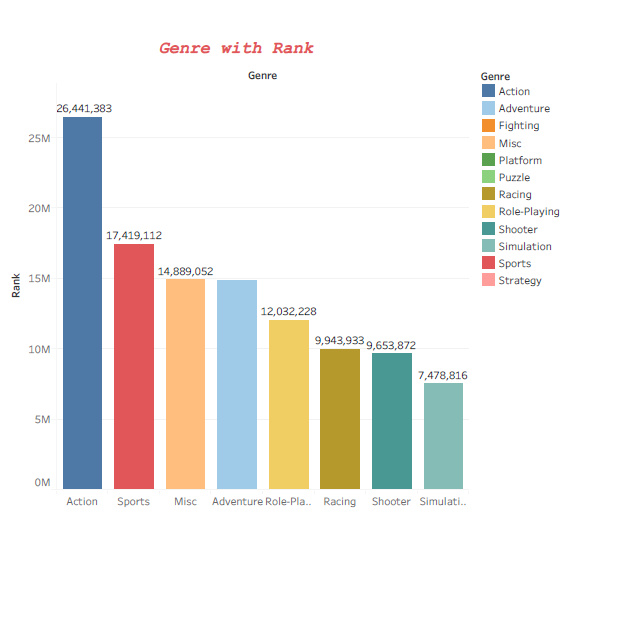 Genre with Rank
Genre
Rank
25M
20M
15M
10M
5M
0M
26,441,383
17,419,112
14,889,052
12,032,228
9,943,933
9,653,872
7,478,816
Action
Sports
Misc
Adventure
Role-Pla..
Racing
Shooter
Simulati..
Genre
Action
Adventure
Fighting
Misc
Platform
Puzzle
Racing
Role-Playing
Shooter
Simulation
Sports
Strategy